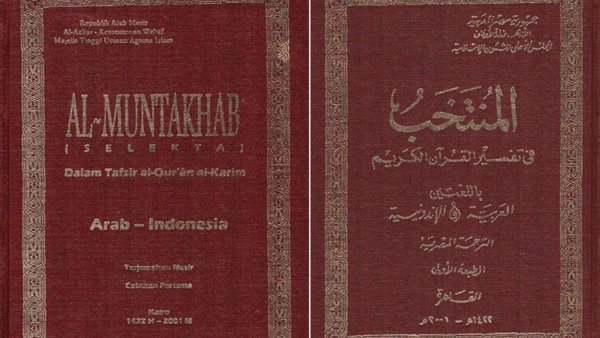 Republik Arab Mesir
Al-Azhar - Kementerian Wakaf
Majelis Tinggi Urusan Agama Islam
AL-MUNTAKHAB
(SELEKTA)
Dalam Tafsir al-Qur'ân al-Karim
Arab – Indonesia
Terjemahan Mesir
Cetakan Pertama
Kairo
1422 H – 2001 M
جمهورية مصر العربية
الأزهر - وزارة الأوقاف
المجلس الأعلى للشئون الإسلامية
المنتخب
فى تفسير القرآن الكريم
باللغتين
العربية و الإندونيسية
الترجمة المصرية
الطبعة الأولى
القاهرة
١٤٢٢هـ - ٢٠٠١م